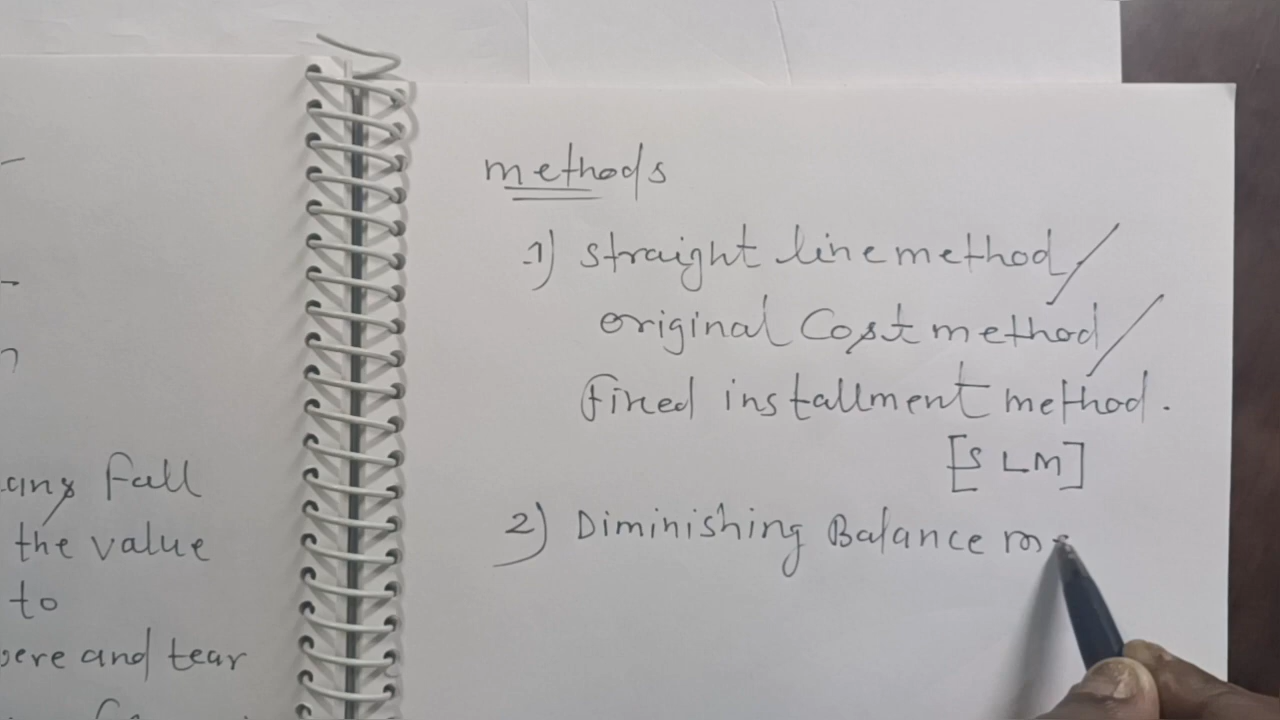 fall
the value
to
and tear
methods
1) straight line method/
original Cost method/
fixed installment method.
[SLM]
2) Diminishing Balance me